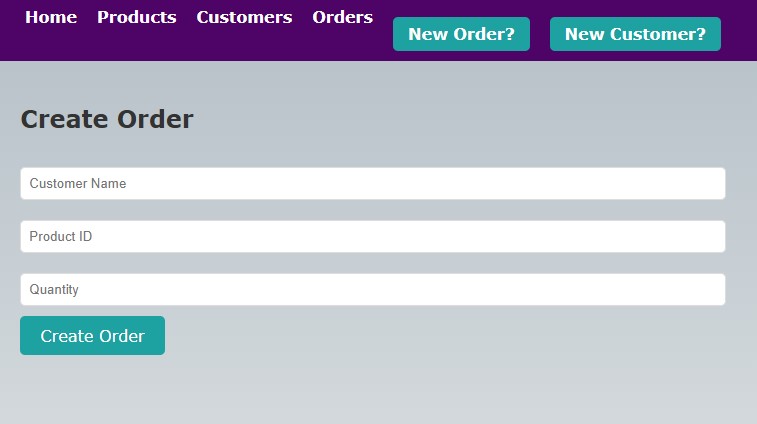 Home Products Customers Orders New Order? New Customer?
Create Order
Customer Name
Product ID
Quantity
Create Order